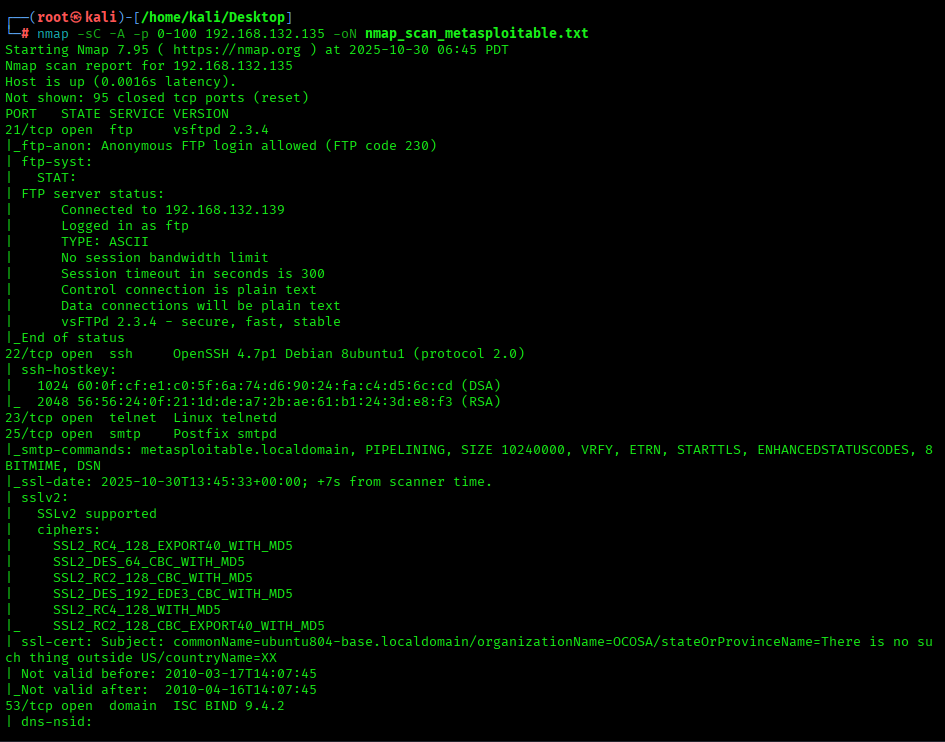 ┌──(root㉿kali)-[/home/kali/Desktop]
└─# nmap -sC -A -p 0-100 192.168.132.135 -oN nmap_scan_metasploitable.txt
Starting Nmap 7.95 ( https://nmap.org ) at 2025-10-30 06:45 PDT
Nmap scan report for 192.168.132.135
Host is up (0.0016s latency).
Not shown: 95 closed tcp ports (reset)
PORT   STATE SERVICE VERSION
21/tcp open  ftp     vsftpd 2.3.4
|_ftp-anon: Anonymous FTP login allowed (FTP code 230)
| ftp-syst:
|   STAT:
| FTP server status:
|      Connected to 192.168.132.139
|      Logged in as ftp
|      TYPE: ASCII
|      No session bandwidth limit
|      Session timeout in seconds is 300
|      Control connection is plain text
|      Data connections will be plain text
|      vsFTPd 2.3.4 - secure, fast, stable
|_End of status
22/tcp open  ssh     OpenSSH 4.7p1 Debian 8ubuntu1 (protocol 2.0)
| ssh-hostkey:
|   1024 60:0f:cf:e1:c0:5f:6a:74:d6:90:24:fa:c4:d5:6c:cd (DSA)
|_  2048 56:56:24:0f:21:1d:de:a7:2b:ae:61:b1:24:3d:e8:f3 (RSA)
23/tcp open  telnet  Linux telnetd
25/tcp open  smtp    Postfix smtpd
|_smtp-commands: metasploitable.localdomain, PIPELINING, SIZE 10240000, VRFY, ETRN, STARTTLS, ENHANCEDSTATUSCODES, 8
BITMIME, DSN
|_ssl-date: 2025-10-30T13:45:33+00:00; +7s from scanner time.
| sslv2:
|   SSLv2 supported
|   ciphers:
|     SSL2_RC4_128_EXPORT40_WITH_MD5
|     SSL2_DES_64_CBC_WITH_MD5
|     SSL2_RC2_128_CBC_WITH_MD5
|     SSL2_DES_192_EDE3_CBC_WITH_MD5
|     SSL2_RC4_128_WITH_MD5
|_    SSL2_RC2_128_CBC_EXPORT40_WITH_MD5
| ssl-cert: Subject: commonName=ubuntu804-base.localdomain/organizationName=OCOSA/stateOrProvinceName=There is no su
ch thing outside US/countryName=XX
| Not valid before: 2010-03-17T14:07:45
|_Not valid after:  2010-04-16T14:07:45
53/tcp open  domain  ISC BIND 9.4.2
| dns-nsid: